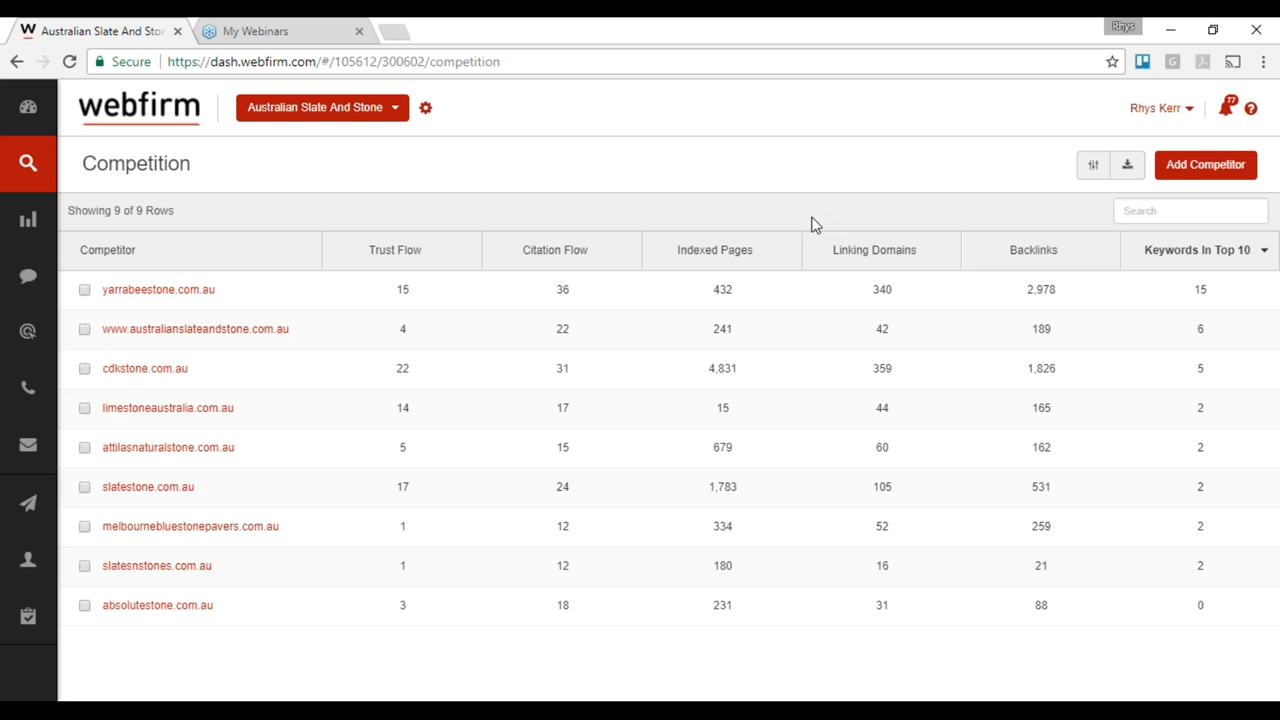 Rhys
W Australian Slate And Stor
My Webinars
Secure https://dash.webfirm.com/#/105612/300602/competition
webfirm
Australian Slate And Stone
Rhys Kerr
77
Competition
Add Competitor
Showing 9 of 9 Rows
Search
Competitor Trust Flow Citation Flow Indexed Pages Linking Domains Backlinks Keywords In Top 10
yarrabeestone.com.au 15 36 432 340 2,978 15
www.australianslateandstone.com.au 4 22 241 42 189 6
cdkstone.com.au 22 31 4,831 359 1,826 5
limestoneaustralia.com.au 14 17 15 44 165 2
attilasnaturalstone.com.au 5 15 679 60 162 2
slatestone.com.au 17 24 1,783 105 531 2
melbournebluestonepavers.com.au 1 12 334 52 259 2
slatesnstones.com.au 1 12 180 16 21 2
absolutestone.com.au 3 18 231 31 88 0